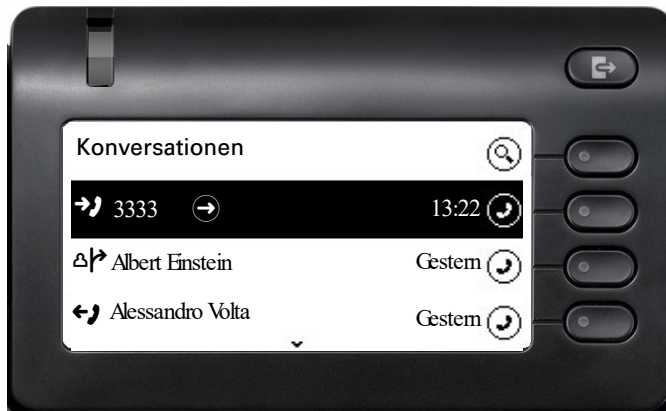 Konversationen
3333 13:22
Albert Einstein Gestern
Alessandro Volta Gestern